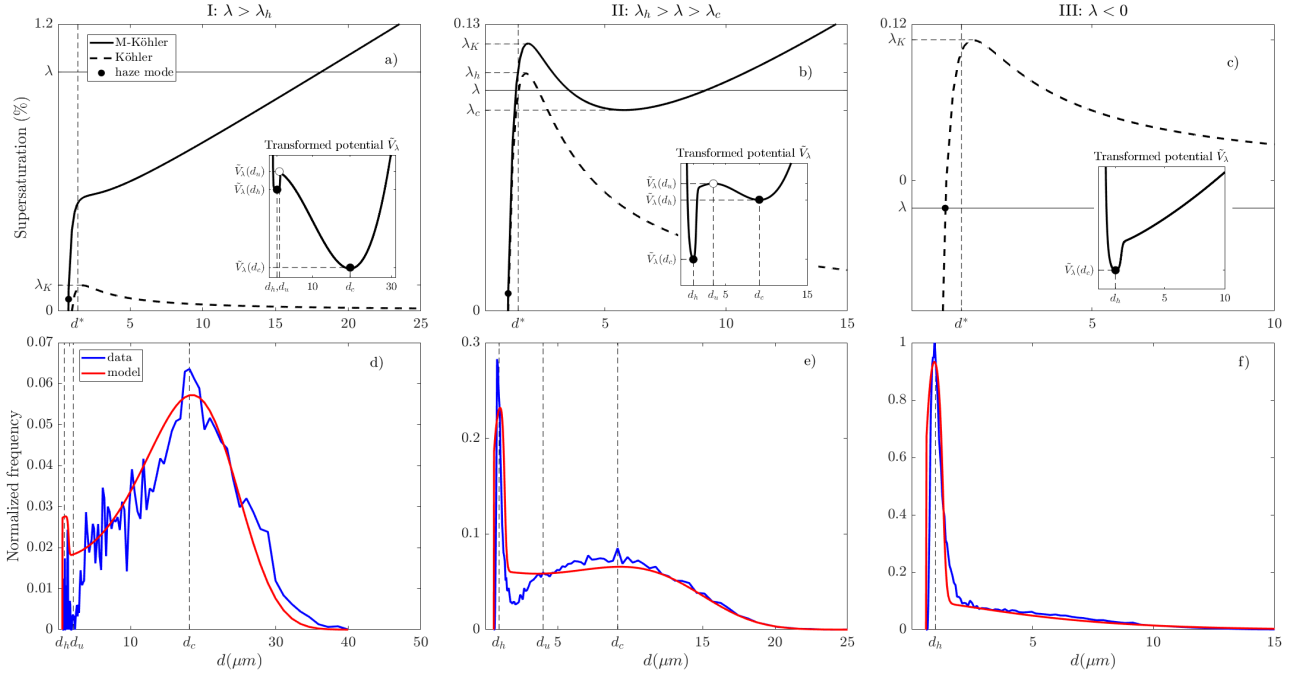 I: λ > λ_h
II: λ_h > λ > λ_c
III: λ < 0
Supersaturation (%)
1.2
λ
λ_K
0
M-Köhler
Köhler
haze mode
a)
Transformed potential Ṽ_λ
Ṽ_λ(d_u)
Ṽ_λ(d_h)
Ṽ_λ(d_c)
d_h,d_u 10 d_c 30
d* 5 10 15 20 25
0.13
λ_K
λ_h
λ
λ_c
0
b)
Transformed potential Ṽ_λ
Ṽ_λ(d_u)
Ṽ_λ(d_h)
Ṽ_λ(d_c)
d_h d_u 5 d_c 15
d* 5 10 15
0.12
λ_K
0
λ
c)
Transformed potential Ṽ_λ
Ṽ_λ(d_c)
d_h 5 10
d* 5 10
Normalized frequency
0.07
0.06
0.05
0.04
0.03
0.02
0.01
0
data
model
d)
d_h d_u 10 d_c 30 40 50
d(μm)
0.3
0.2
0.1
0
e)
d_h d_u 5 d_c 15 20 25
d(μm)
1
0.8
0.6
0.4
0.2
0
f)
d_h 5 10 15
d(μm)